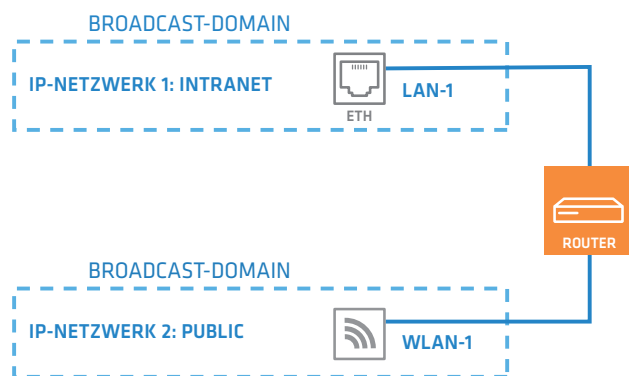 BROADCAST-DOMAIN
IP-NETZWERK 1: INTRANET
LAN-1
ETH
ROUTER
BROADCAST-DOMAIN
IP-NETZWERK 2: PUBLIC
WLAN-1